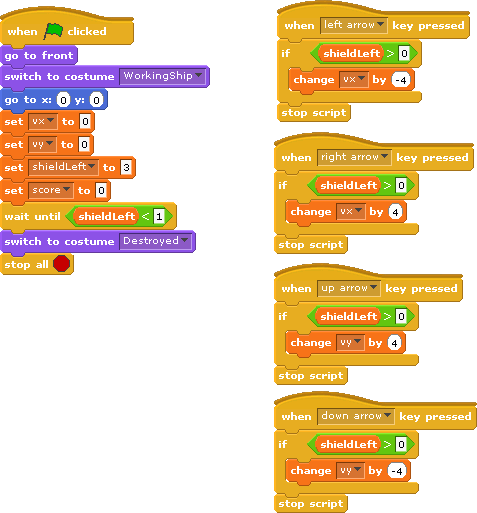 when clicked
go to front
switch to costume WorkingShip
go to x: 0 y: 0
set vx to 0
set vy to 0
set shieldLeft to 3
set score to 0
wait until shieldLeft < 1
switch to costume Destroyed
stop all
when left arrow key pressed
if shieldLeft > 0
change vx by -4
stop script
when right arrow key pressed
if shieldLeft > 0
change vx by 4
stop script
when up arrow key pressed
if shieldLeft > 0
change vy by 4
stop script
when down arrow key pressed
if shieldLeft > 0
change vy by -4
stop script